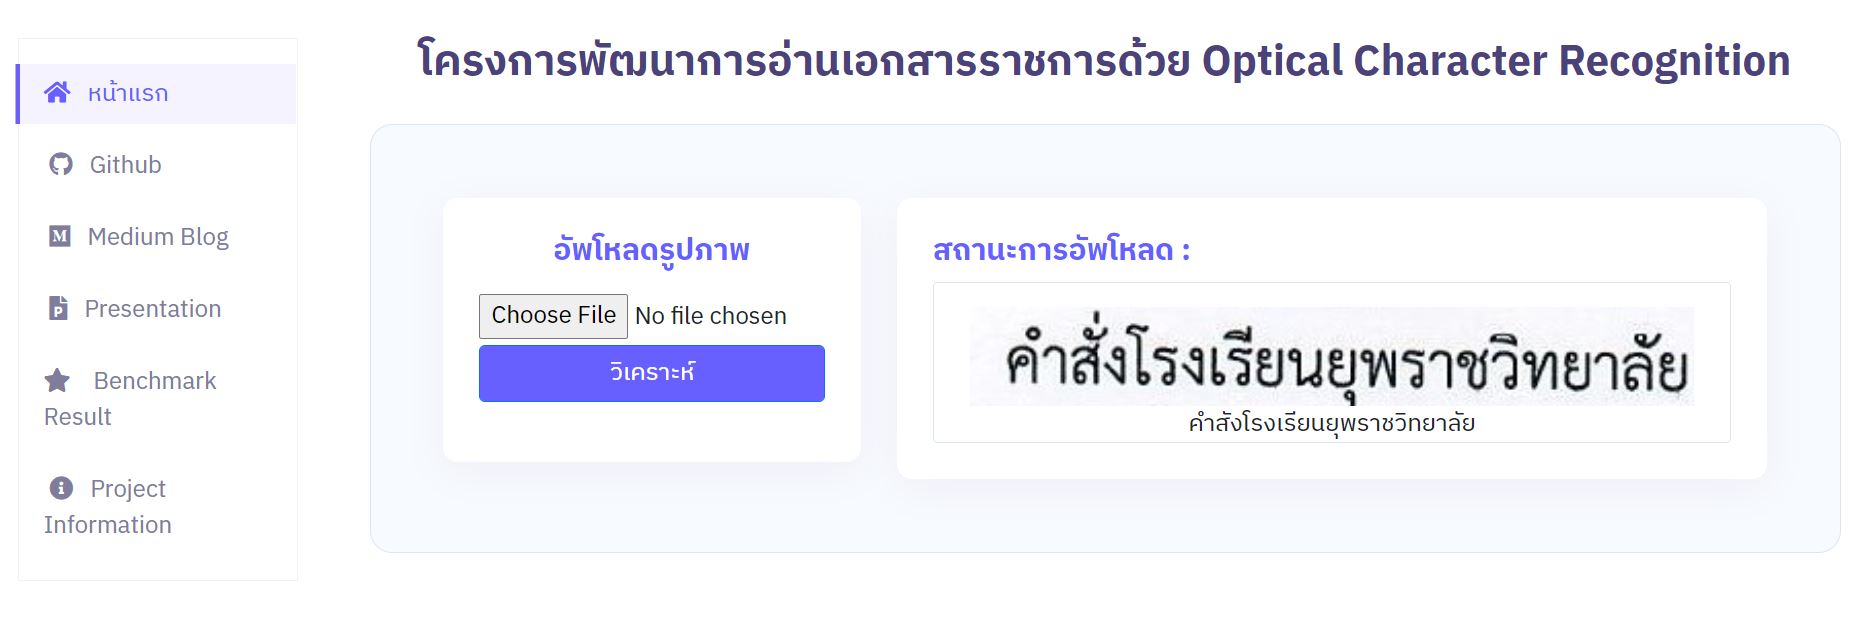 โครงการพัฒนาการอ่านเอกสารราชการด้วย Optical Character Recognition
หน้าแรก
Github
Medium Blog
Presentation
Benchmark
Result
Project
Information
อัพโหลดรูปภาพ
Choose File No file chosen
วิเคราะห์
สถานะการอัพโหลด :
คำสั่งโรงเรียนยุพราชวิทยาลัย
คำสังโรงเรียนยุพราชวิทยาลัย